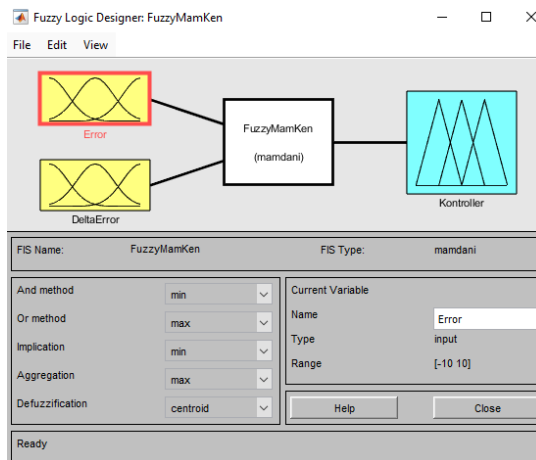 Fuzzy Logic Designer: FuzzyMamKen
File Edit View
Error
DeltaError
FuzzyMamKen
(mamdani)
Kontroller
FIS Name: FuzzyMamKen FIS Type: mamdani
And method min
Or method max
Implication min
Aggregation max
Defuzzification centroid
Current Variable
Name Error
Type input
Range [-10 10]
Help Close
Ready